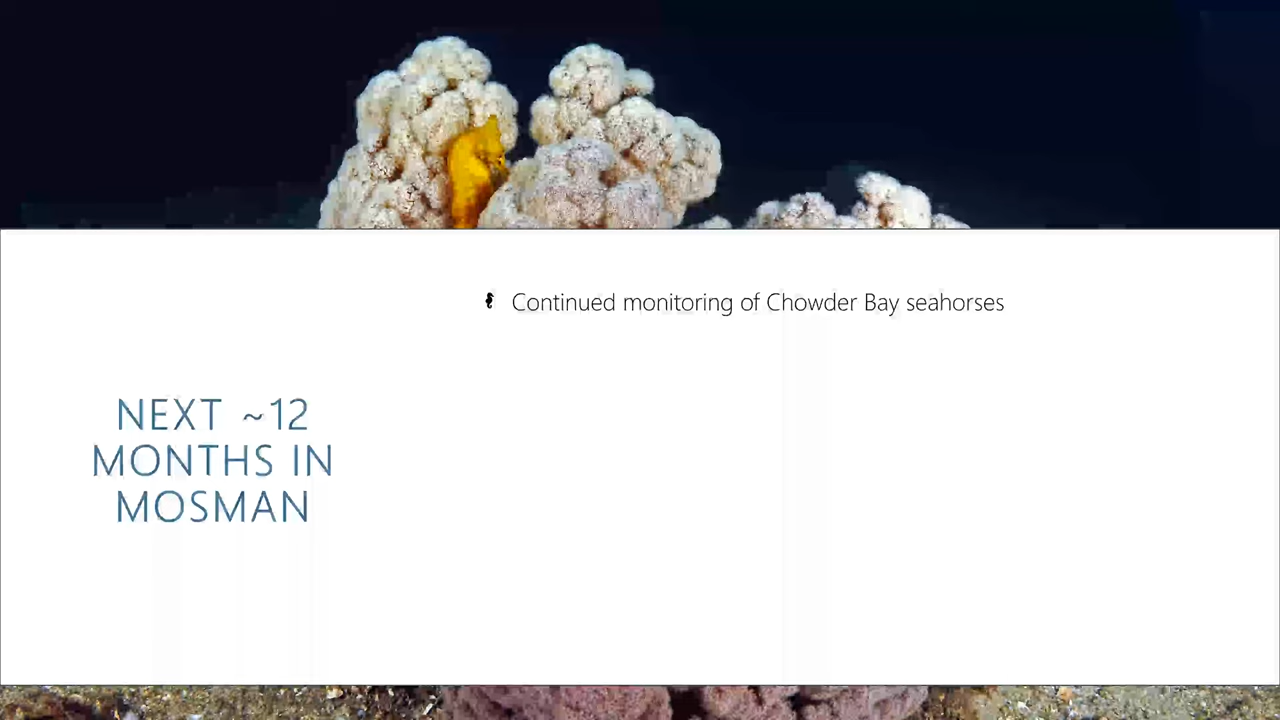 NEXT ~12
MONTHS IN
MOSMAN
Continued monitoring of Chowder Bay seahorses